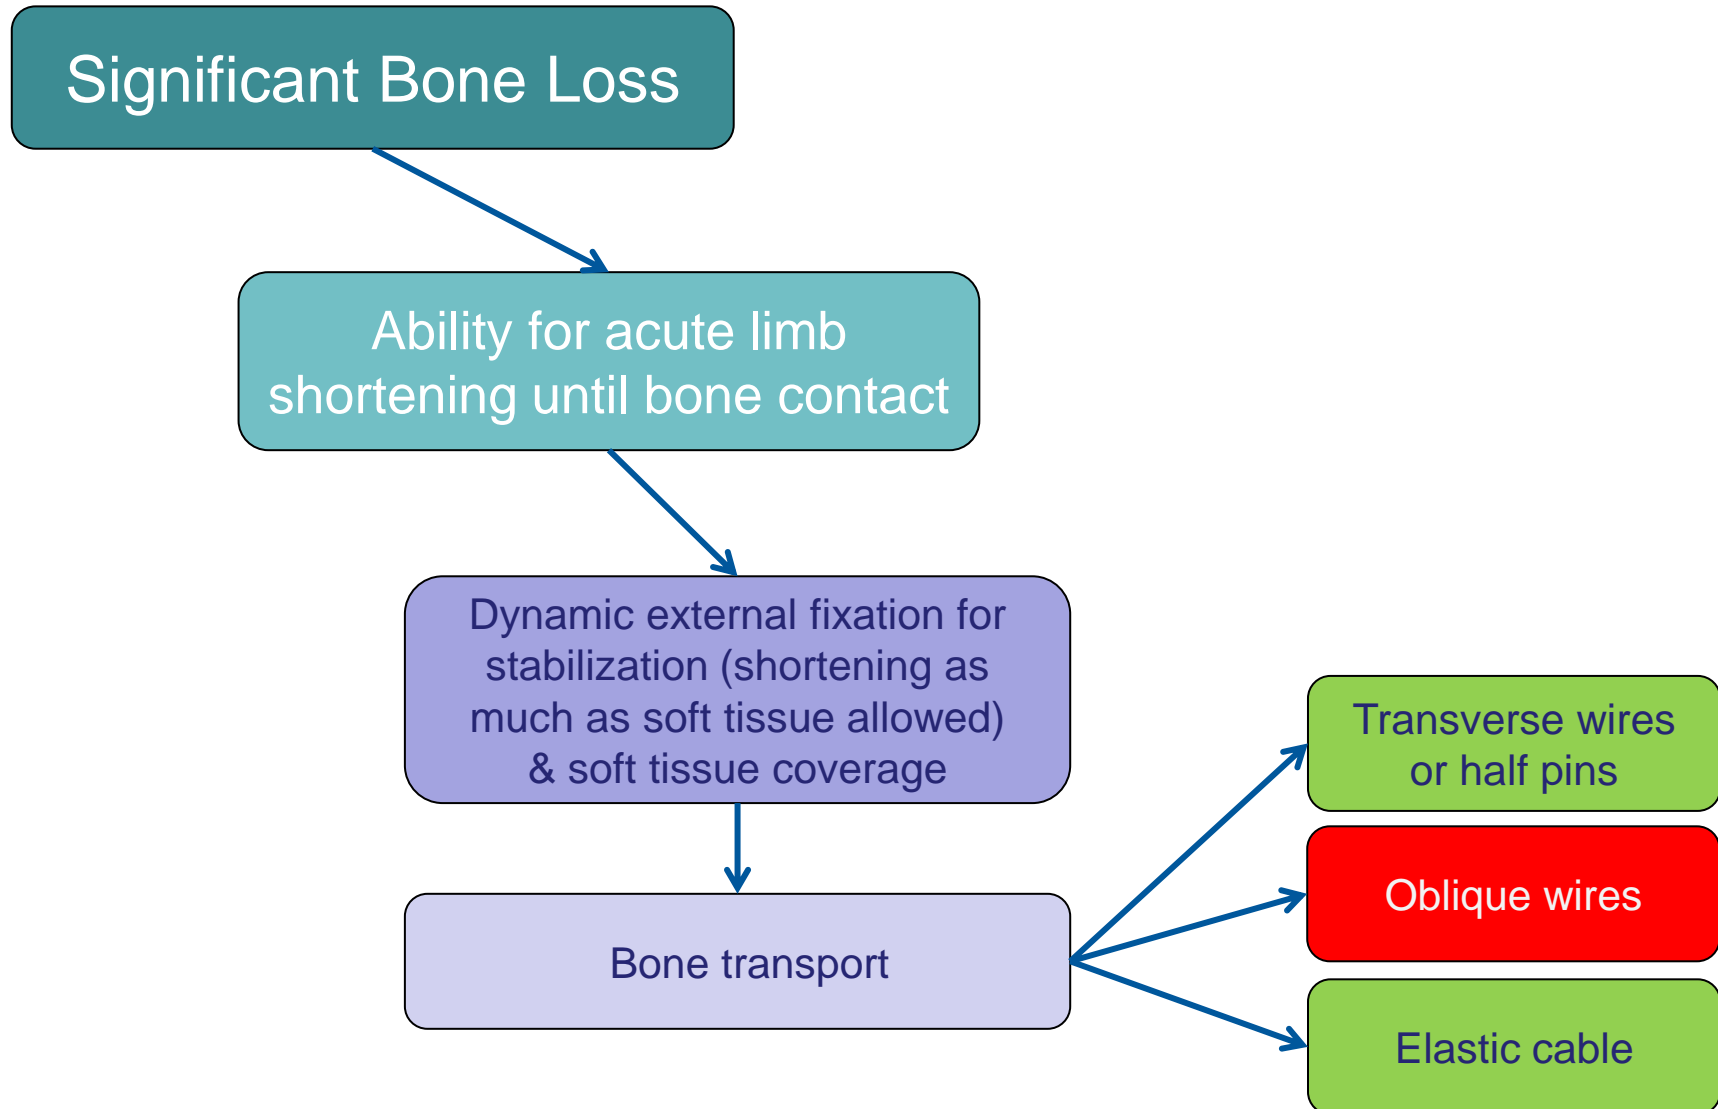 Significant Bone Loss
Ability for acute limb
shortening until bone contact
Dynamic external fixation for
stabilization (shortening as
much as soft tissue allowed)
& soft tissue coverage
Bone transport
Transverse wires
or half pins
Oblique wires
Elastic cable